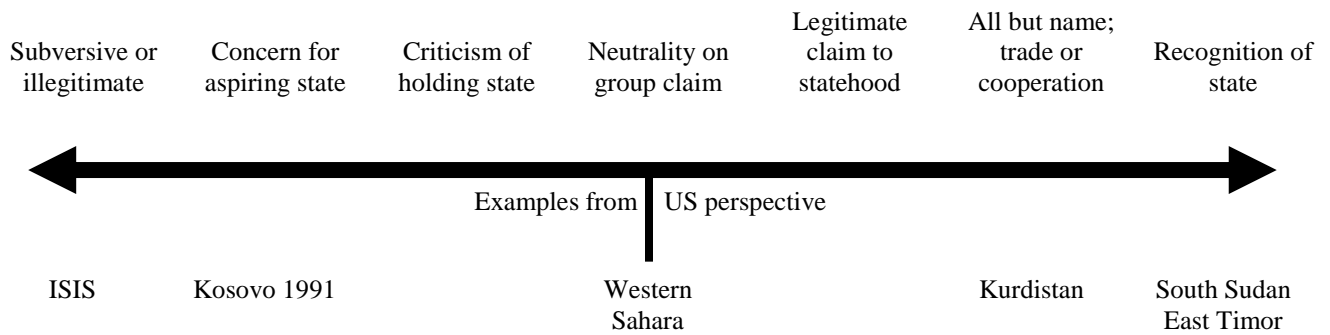 Subversive or
illegitimate
Concern for
aspiring state
Criticism of
holding state
Neutrality on
group claim
Legitimate
claim to
statehood
All but name;
trade or
cooperation
Recognition of
state
Examples from US perspective
ISIS
Kosovo 1991
Western
Sahara
Kurdistan
South Sudan
East Timor